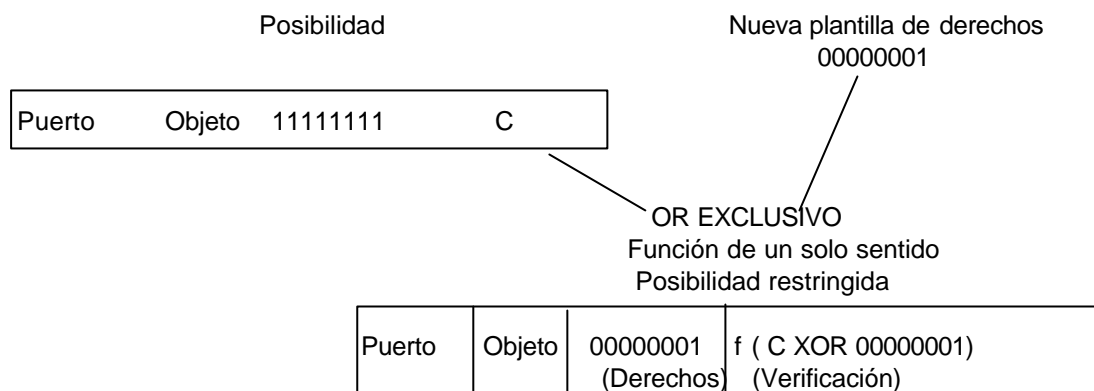 Posibilidad
Nueva plantilla de derechos
00000001
Puerto Objeto 11111111 C
OR EXCLUSIVO
Función de un solo sentido
Posibilidad restringida
Puerto Objeto 00000001 f ( C XOR 00000001)
(Derechos) (Verificación)